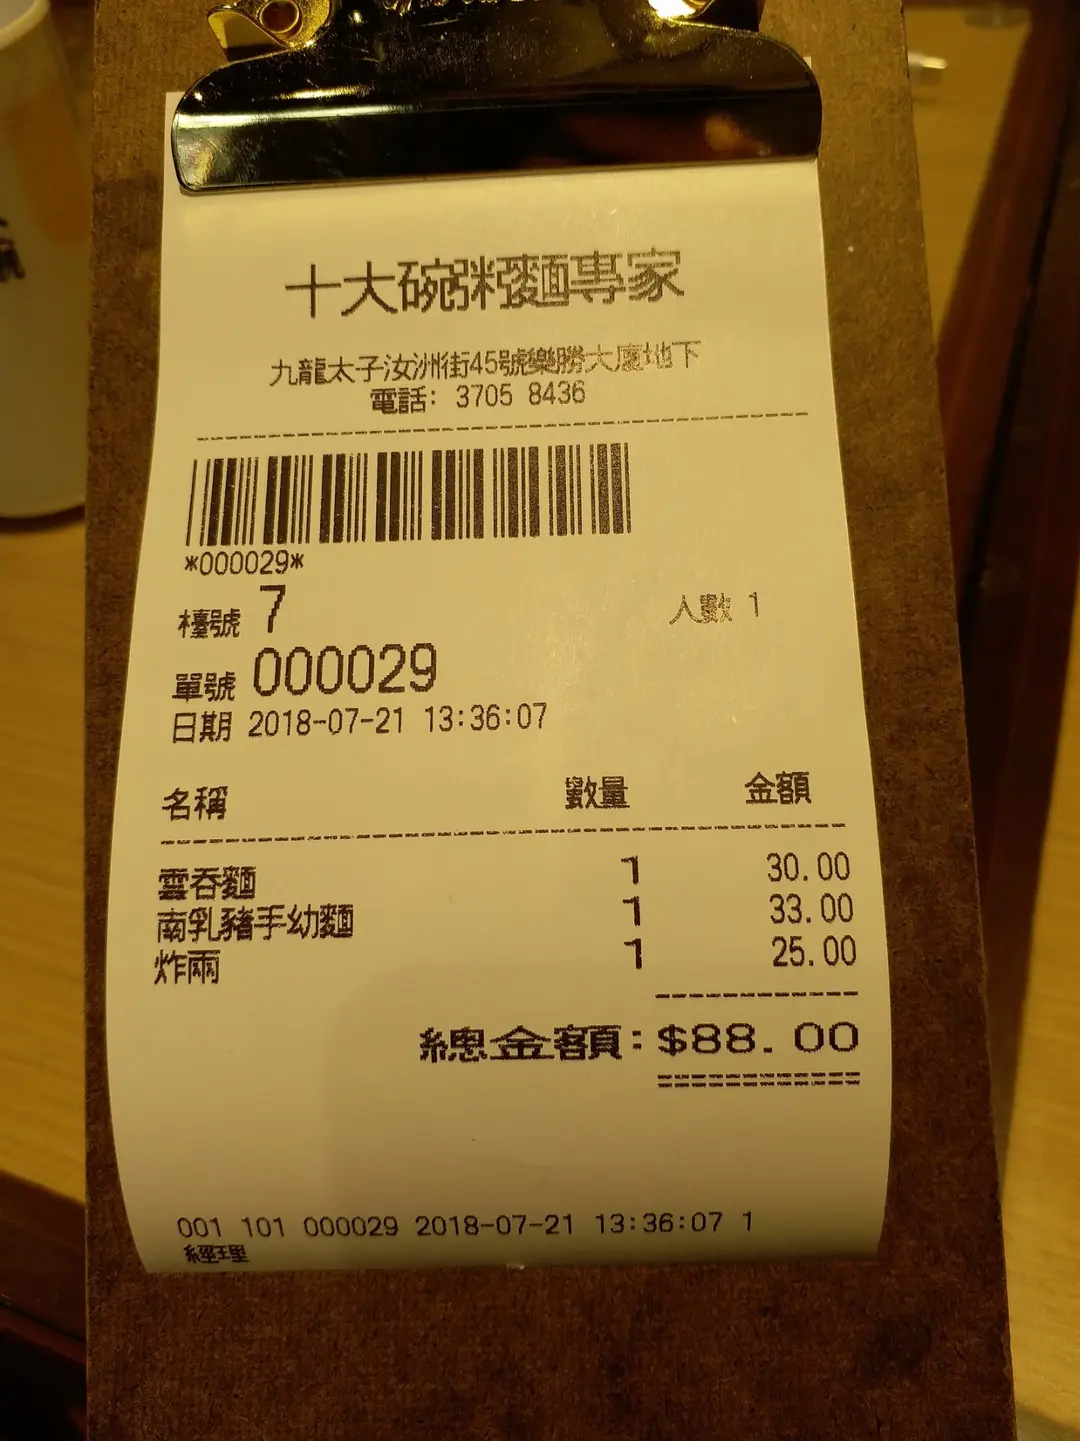 十大碗粥麵專家
九龍太子汝洲街45號樂勝大廈地下
電話: 3705 8436
*000029*
檯號 7 人數 1
單號 000029
日期 2018-07-21 13:36:07
名稱 數量 金額
雲吞麵 1 30.00
南乳豬手幼麵 1 33.00
炸兩 1 25.00
總金額: $88.00
001 101 000029 2018-07-21 13:36:07 1
經理